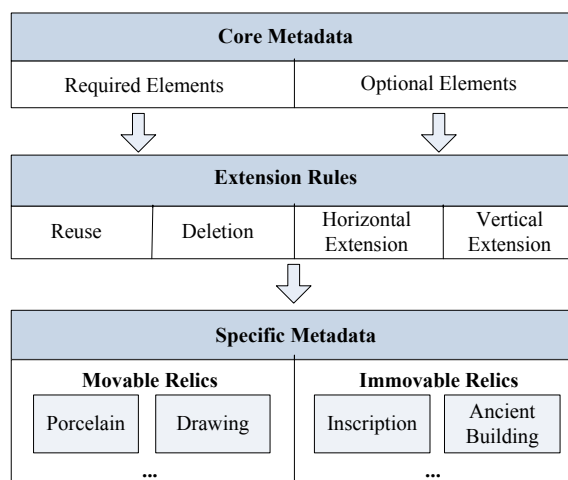 Core Metadata
Required Elements
Optional Elements
Extension Rules
Reuse
Deletion
Horizontal
Extension
Vertical
Extension
Specific Metadata
Movable Relics
Porcelain
Drawing
...
Immovable Relics
Inscription
Ancient
Building
...